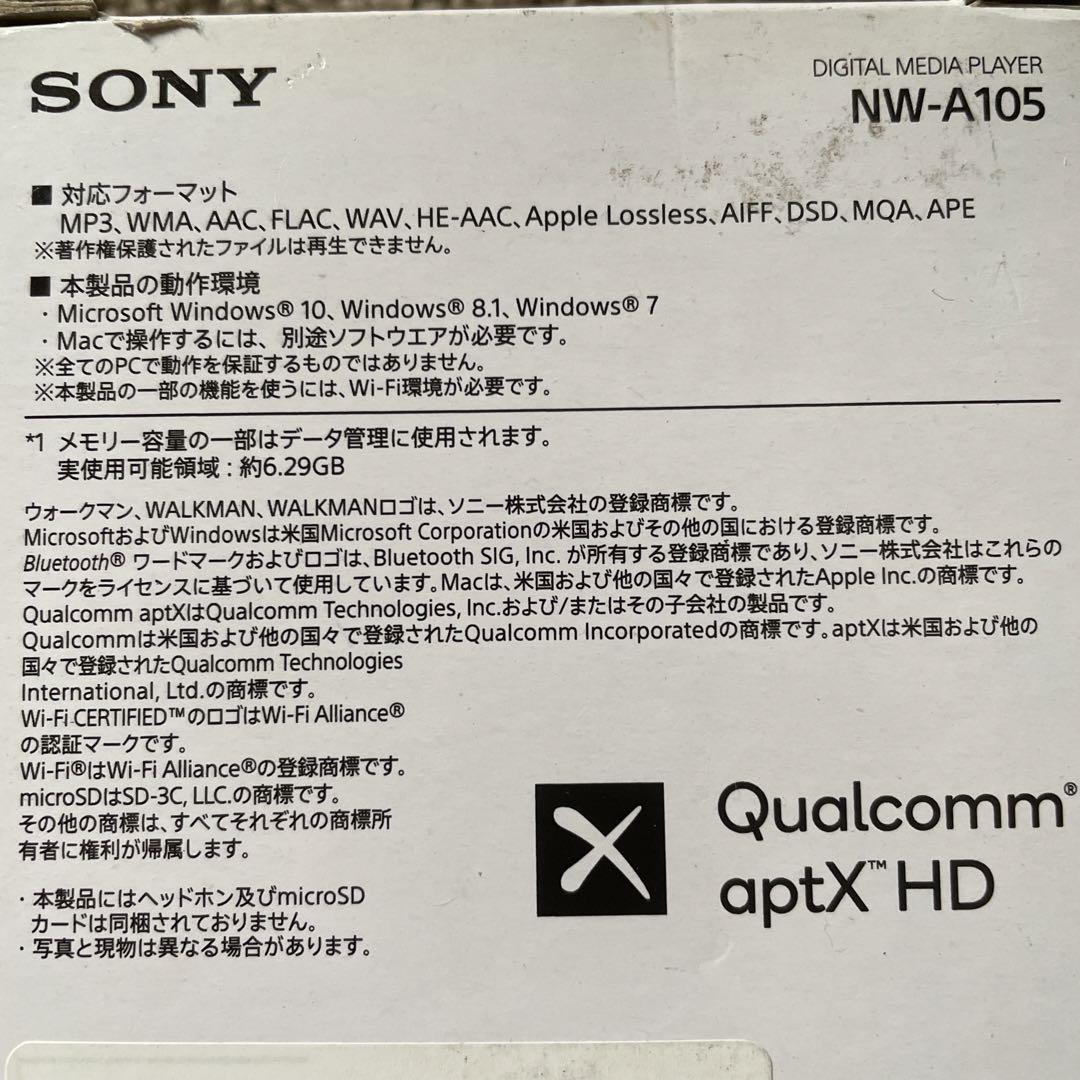 SONY
DIGITAL MEDIA PLAYER
NW-A105
■ 対応フォーマット
MP3、WMA、AAC、FLAC、WAV、HE-AAC、Apple Lossless、AIFF、DSD、MQA、APE
※著作権保護されたファイルは再生できません。
■ 本製品の動作環境
・Microsoft Windows® 10、Windows® 8.1、Windows® 7
・Macで操作するには、別途ソフトウエアが必要です。
※全てのPCで動作を保証するものではありません。
※本製品の一部の機能を使うには、Wi-Fi環境が必要です。
*1 メモリー容量の一部はデータ管理に使用されます。
実使用可能領域：約6.29GB
ウォークマン、WALKMAN、WALKMANロゴは、ソニー株式会社の登録商標です。
MicrosoftおよびWindowsは米国Microsoft Corporationの米国およびその他の国における登録商標です。
Bluetooth® ワードマークおよびロゴは、Bluetooth SIG, Inc. が所有する登録商標であり、ソニー株式会社はこれらの
マークをライセンスに基づいて使用しています。Macは、米国および他の国々で登録されたApple Inc.の商標です。
Qualcomm aptXはQualcomm Technologies, Inc.および/またはその子会社の製品です。
Qualcommは米国および他の国々で登録されたQualcomm Incorporatedの商標です。aptXは米国および他の
国々で登録されたQualcomm Technologies
International, Ltd.の商標です。
Wi-Fi CERTIFIED™のロゴはWi-Fi Alliance®
の認証マークです。
Wi-Fi®はWi-Fi Alliance®の登録商標です。
microSDはSD-3C, LLC.の商標です。
その他の商標は、すべてそれぞれの商標所
有者に権利が帰属します。
・本製品にはヘッドホン及びmicroSD
カードは同梱されておりません。
・写真と現物は異なる場合があります。
Qualcomm®
aptX™ HD